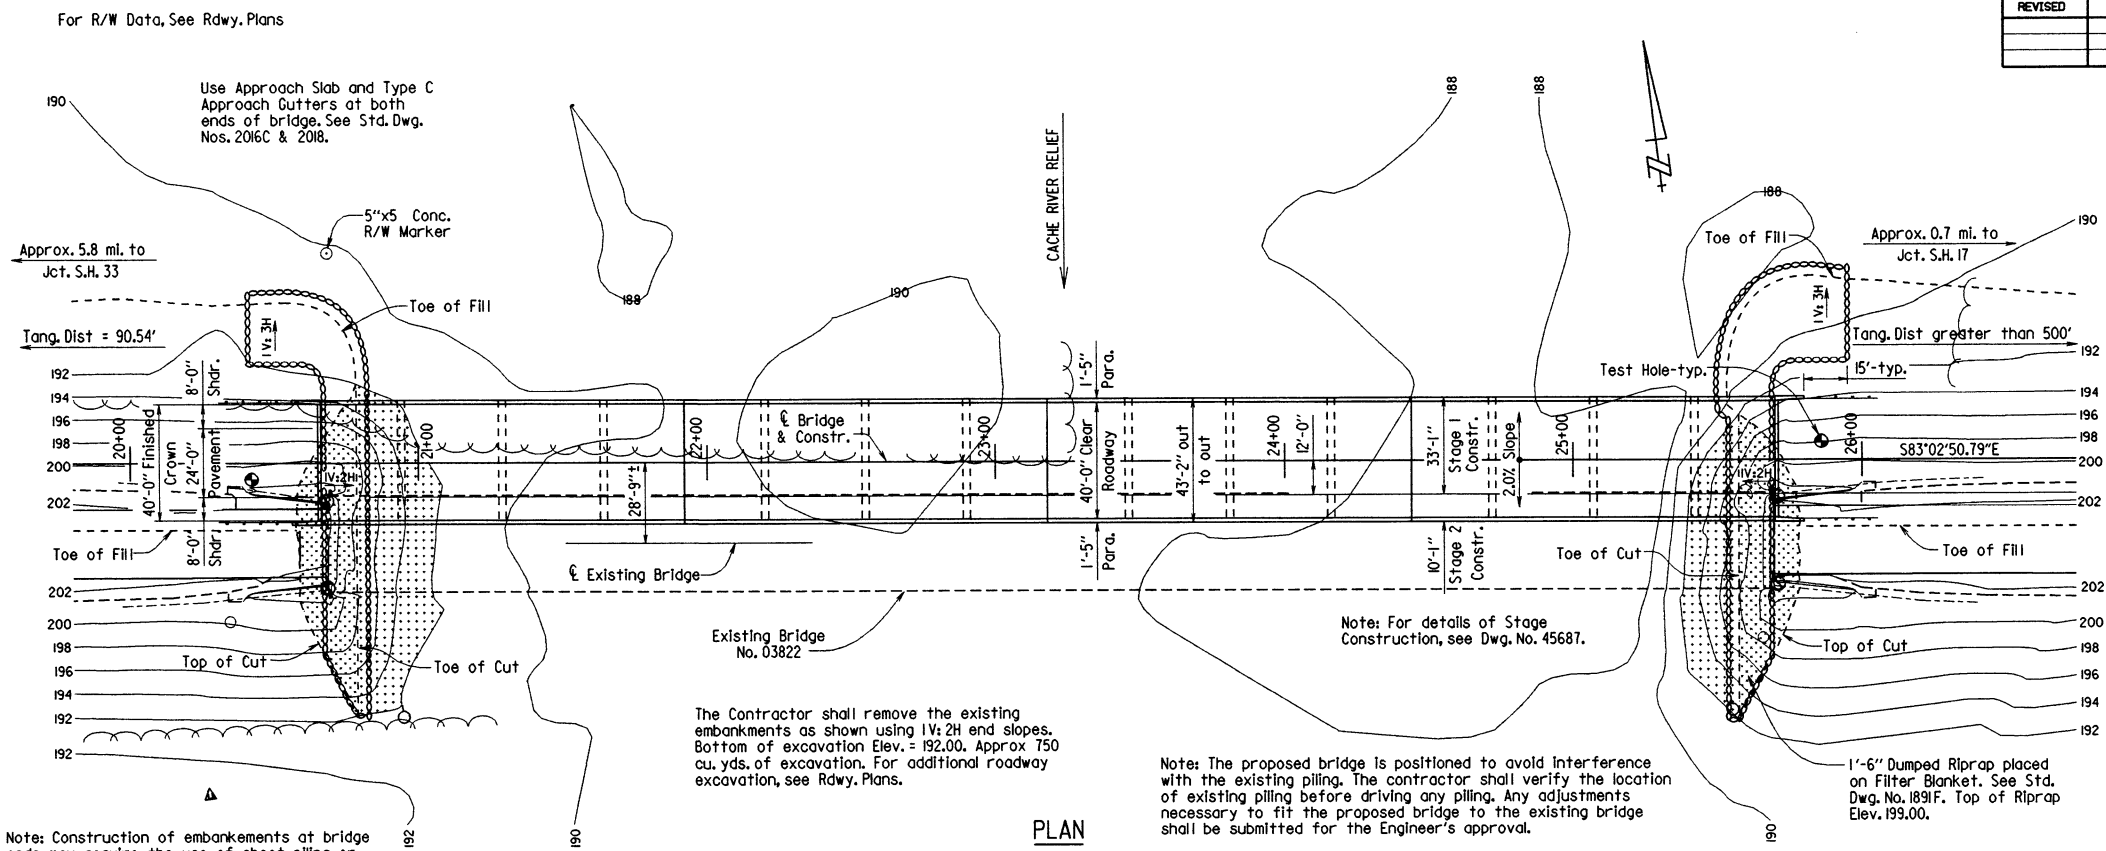 For R/W Data, See Rdwy. Plans
REVISED
Use Approach Slab and Type C
Approach Gutters at both
ends of bridge. See Std. Dwg.
Nos. 2016C & 2018.
190
188
188
CACHE RIVER RELIEF
N
5"x5 Conc.
R/W Marker
188
190
Toe of Fill
Approx. 0.7 mi. to
Jct. S.H. 17
Approx. 5.8 mi. to
Jct. S.H. 33
188
190
Toe of Fill
1V: 3H
1V: 3H
Tang. Dist = 90.54'
Tang. Dist greater than 500'
192
192
8'-0"
Shdr.
1'-5"
Para.
Test Hole-typ.
15'-typ.
194
196
198
200
202
20+00
40'-0" Finished
Crown
24'-0"
Pavement
1V:2H
21+00
22+00
℄ Bridge
& Constr.
23+00
40'-0" Clear
Roadway
43'-2" out
to out
24+00
12'-0"
33'-1"
Stage 1
Constr.
2.0% Slope
25+00
1V:2H
26+00
S83°02'50.79"E
194
196
198
200
202
28'-9"±
Toe of Fill
8'-0"
Shdr.
℄ Existing Bridge
1'-5"
Para.
10'-1"
Stage 2
Constr.
Toe of Cut
Toe of Fill
202
200
198
196
194
192
192
Top of Cut
Toe of Cut
Existing Bridge
No. 03822
Note: For details of Stage
Construction, see Dwg. No. 45687.
Top of Cut
202
200
198
196
194
192
The Contractor shall remove the existing
embankments as shown using 1V: 2H end slopes.
Bottom of excavation Elev. = 192.00. Approx 750
cu. yds. of excavation. For additional roadway
excavation, see Rdwy. Plans.
Note: The proposed bridge is positioned to avoid interference
with the existing piling. The contractor shall verify the location
of existing piling before driving any piling. Any adjustments
necessary to fit the proposed bridge to the existing bridge
shall be submitted for the Engineer's approval.
1'-6" Dumped Riprap placed
on Filter Blanket. See Std.
Dwg. No. 1891F. Top of Riprap
Elev. 199.00.
192
190
190
PLAN
Note: Construction of embankements at bridge